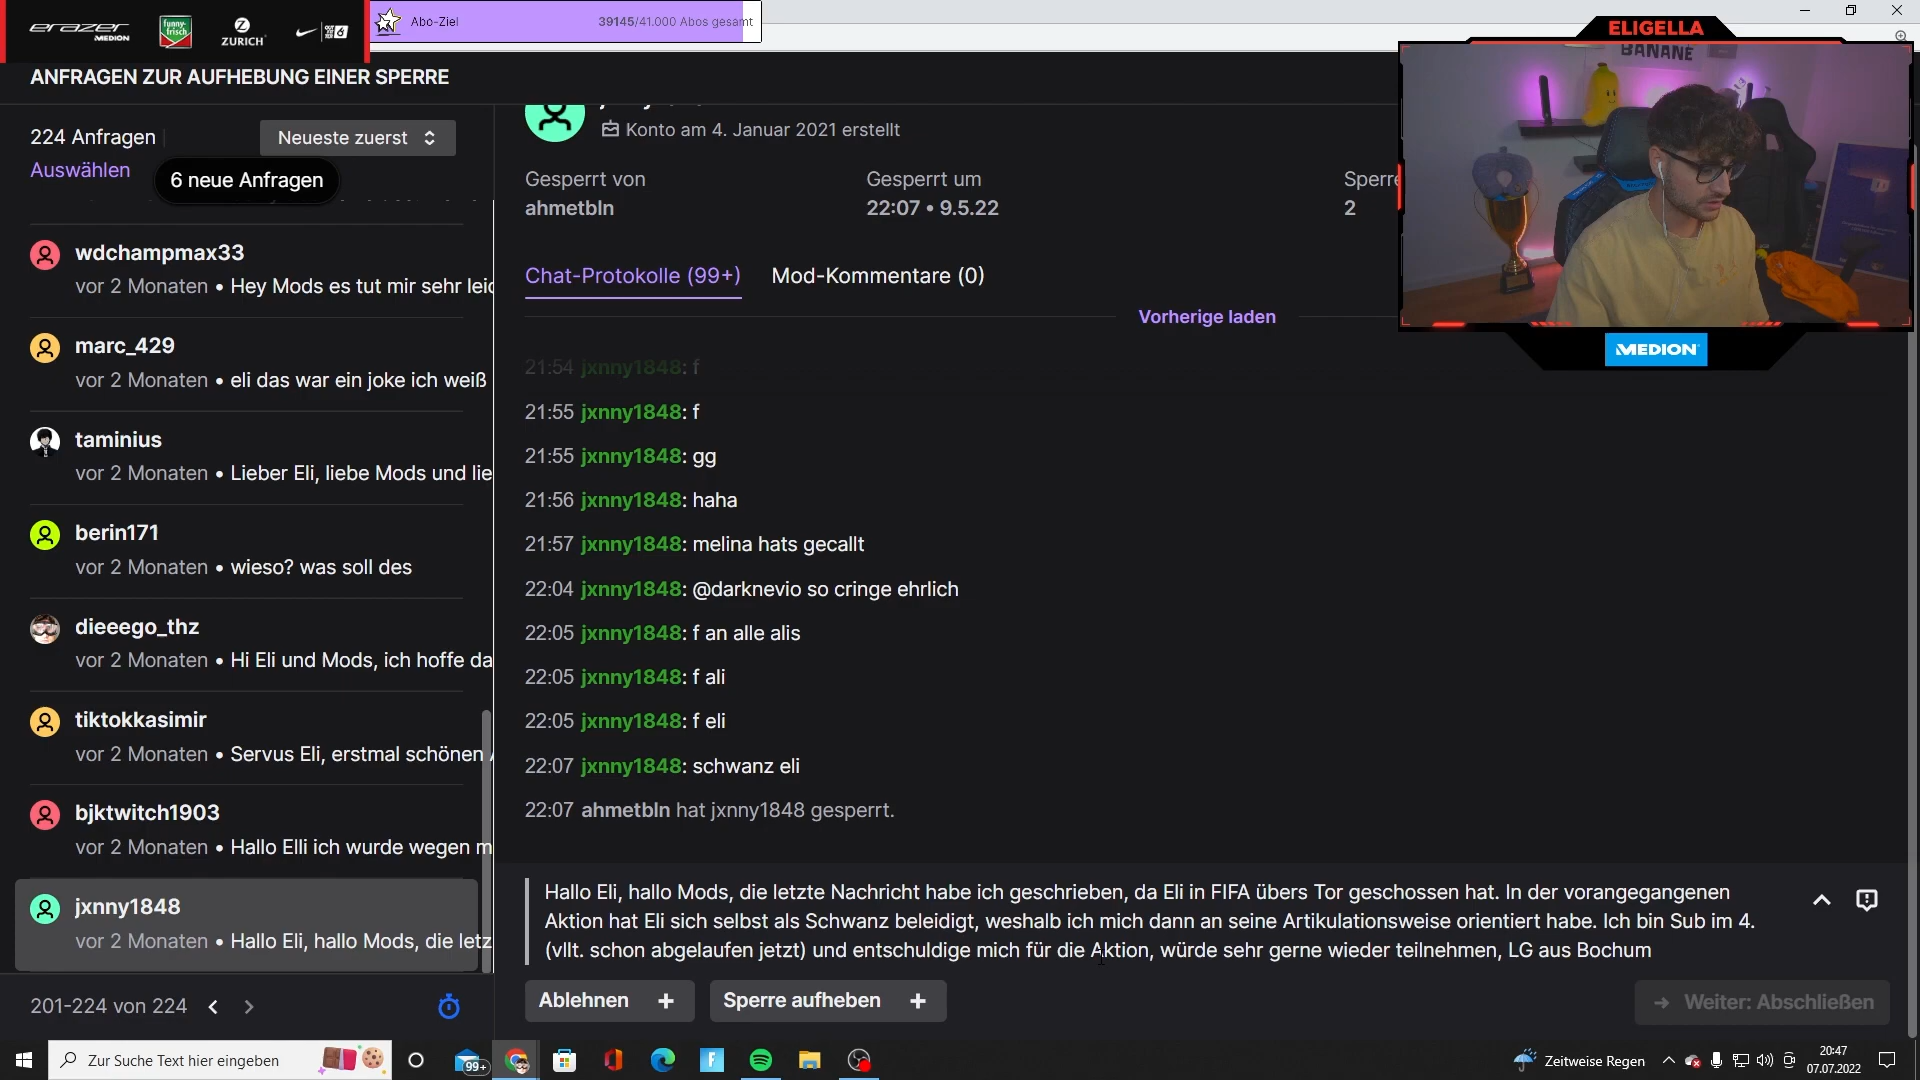 erazer
MEDION
funny-frisch
ZURICH
Abo-Ziel
39145/41.000 Abos gesamt
ELIGELLA
BANANE
ANFRAGEN ZUR AUFHEBUNG EINER SPERRE
224 Anfragen
Neueste zuerst
Auswählen
6 neue Anfragen
wdchampmax33
vor 2 Monaten • Hey Mods es tut mir sehr leid
marc_429
vor 2 Monaten • eli das war ein joke ich weiß
taminius
vor 2 Monaten • Lieber Eli, liebe Mods und lie
berin171
vor 2 Monaten • wieso? was soll des
dieeego_thz
vor 2 Monaten • Hi Eli und Mods, ich hoffe da
tiktokkasimir
vor 2 Monaten • Servus Eli, erstmal schönen
bjktwitch1903
vor 2 Monaten • Hallo Elli ich wurde wegen m
jxnny1848
vor 2 Monaten • Hallo Eli, hallo Mods, die letz
201-224 von 224
Konto am 4. Januar 2021 erstellt
Gesperrt von
ahmetbln
Gesperrt um
22:07 • 9.5.22
Sperre
2
Chat-Protokolle (99+)
Mod-Kommentare (0)
Vorherige laden
MEDION
21:54 jxnny1848: f
21:55 jxnny1848: f
21:55 jxnny1848: gg
21:56 jxnny1848: haha
21:57 jxnny1848: melina hats gecallt
22:04 jxnny1848: @darknevio so cringe ehrlich
22:05 jxnny1848: f an alle alis
22:05 jxnny1848: f ali
22:05 jxnny1848: f eli
22:07 jxnny1848: schwanz eli
22:07 ahmetbln hat jxnny1848 gesperrt.
Hallo Eli, hallo Mods, die letzte Nachricht habe ich geschrieben, da Eli in FIFA übers Tor geschossen hat. In der vorangegangenen
Aktion hat Eli sich selbst als Schwanz beleidigt, weshalb ich mich dann an seine Artikulationsweise orientiert habe. Ich bin Sub im 4.
(vllt. schon abgelaufen jetzt) und entschuldige mich für die Aktion, würde sehr gerne wieder teilnehmen, LG aus Bochum
Ablehnen +
Sperre aufheben +
Weiter: Abschließen
Zur Suche Text hier eingeben
99+
Zeitweise Regen
20:47
07.07.2022